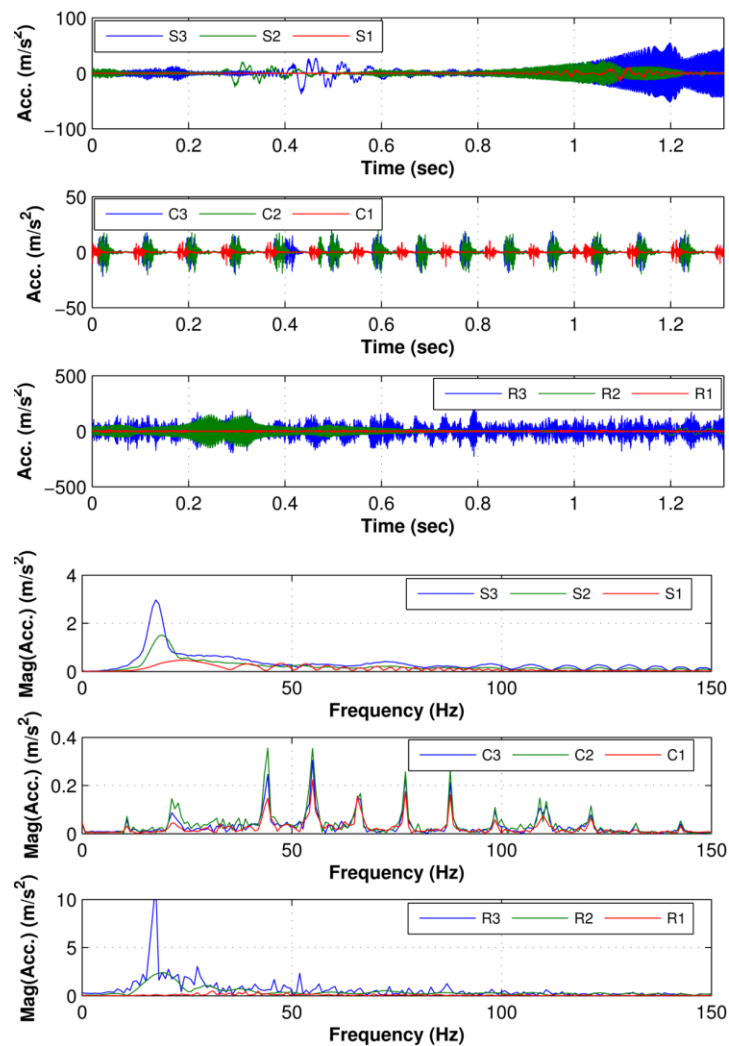 Acc. (m/s²)
100
0
−100
S3 S2 S1
0 0.2 0.4 0.6 0.8 1 1.2
Time (sec)
Acc. (m/s²)
50
0
−50
C3 C2 C1
0 0.2 0.4 0.6 0.8 1 1.2
Time (sec)
Acc. (m/s²)
500
0
−500
R3 R2 R1
0 0.2 0.4 0.6 0.8 1 1.2
Time (sec)
Mag(Acc.) (m/s²)
4
2
0
S3 S2 S1
0 50 100 150
Frequency (Hz)
Mag(Acc.) (m/s²)
0.4
0.2
0
C3 C2 C1
0 50 100 150
Frequency (Hz)
Mag(Acc.) (m/s²)
10
5
0
R3 R2 R1
0 50 100 150
Frequency (Hz)